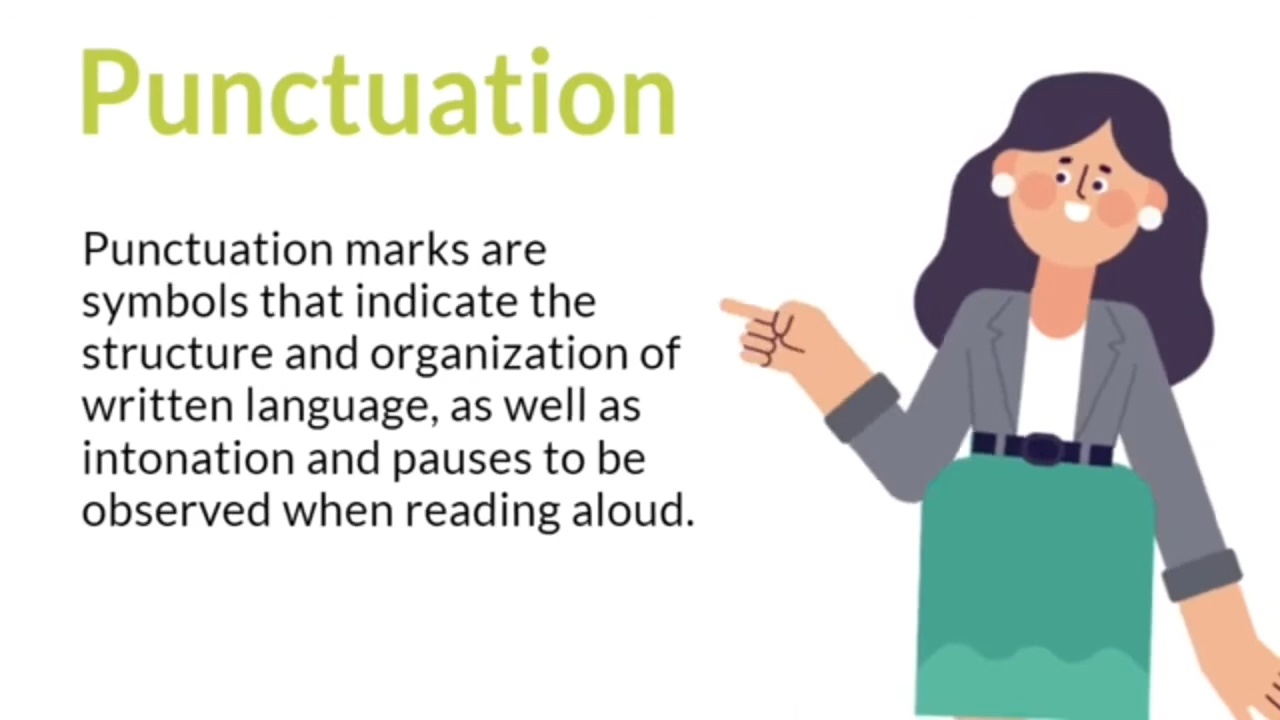 Punctuation
Punctuation marks are
symbols that indicate the
structure and organization of
written language, as well as
intonation and pauses to be
observed when reading aloud.